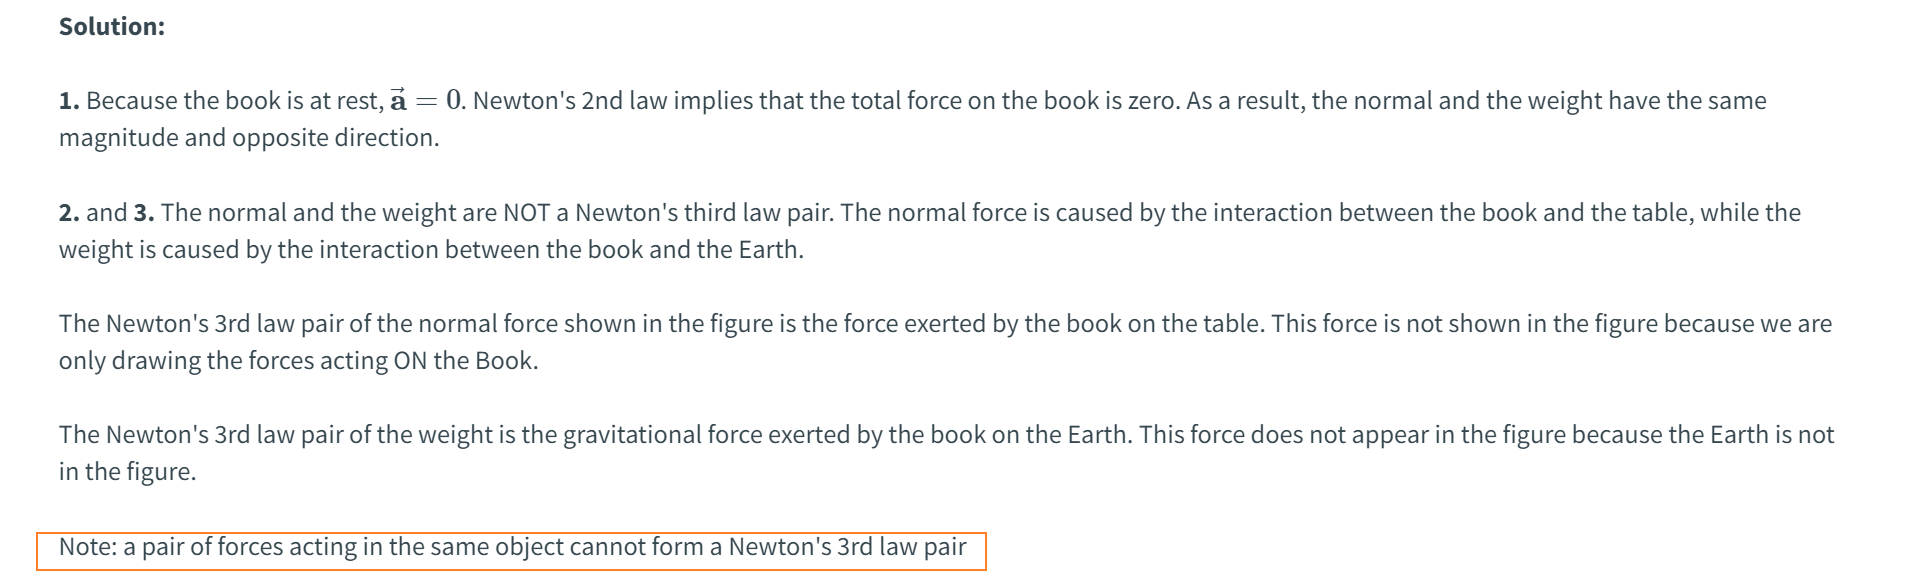 Solution:
1. Because the book is at rest, $\vec{\mathbf{a}} = 0$. Newton's 2nd law implies that the total force on the book is zero. As a result, the normal and the weight have the same
magnitude and opposite direction.
2. and 3. The normal and the weight are NOT a Newton's third law pair. The normal force is caused by the interaction between the book and the table, while the
weight is caused by the interaction between the book and the Earth.
The Newton's 3rd law pair of the normal force shown in the figure is the force exerted by the book on the table. This force is not shown in the figure because we are
only drawing the forces acting ON the Book.
The Newton's 3rd law pair of the weight is the gravitational force exerted by the book on the Earth. This force does not appear in the figure because the Earth is not
in the figure.
Note: a pair of forces acting in the same object cannot form a Newton's 3rd law pair